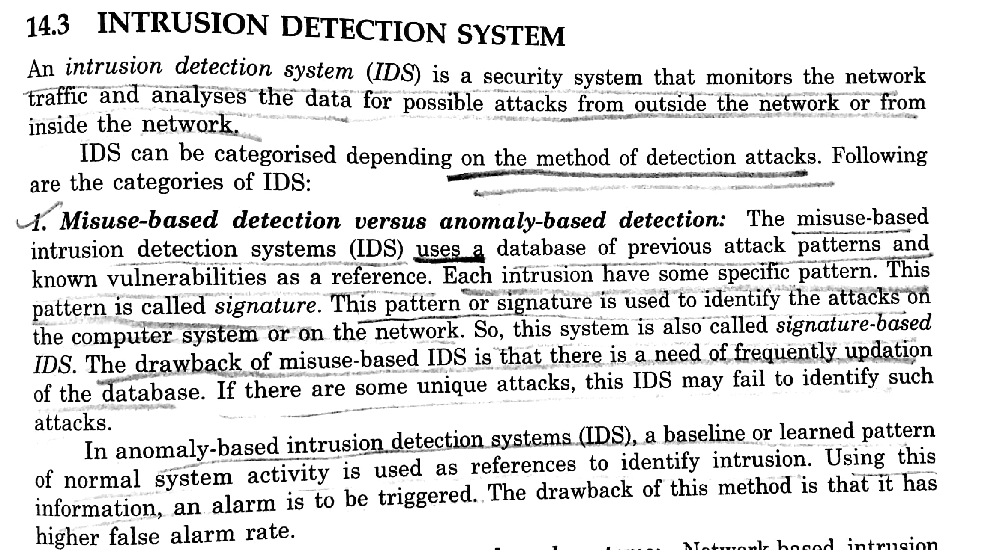 14.3 INTRUSION DETECTION SYSTEM
An intrusion detection system (IDS) is a security system that monitors the network
traffic and analyses the data for possible attacks from outside the network or from
inside the network.
IDS can be categorised depending on the method of detection attacks. Following
are the categories of IDS:
1. Misuse-based detection versus anomaly-based detection: The misuse-based
intrusion detection systems (IDS) uses a database of previous attack patterns and
known vulnerabilities as a reference. Each intrusion have some specific pattern. This
pattern is called signature. This pattern or signature is used to identify the attacks on
the computer system or on the network. So, this system is also called signature-based
IDS. The drawback of misuse-based IDS is that there is a need of frequently updation
of the database. If there are some unique attacks, this IDS may fail to identify such
attacks.
In anomaly-based intrusion detection systems (IDS), a baseline or learned pattern
of normal system activity is used as references to identify intrusion. Using this
information, an alarm is to be triggered. The drawback of this method is that it has
higher false alarm rate.
Network based intrusion